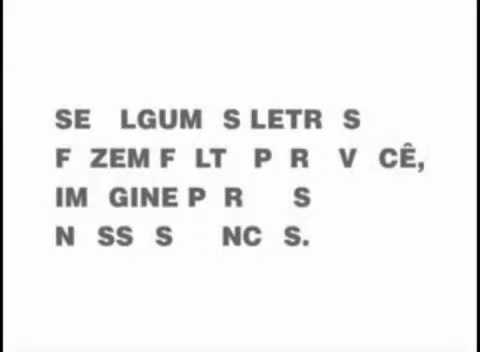 SE LGUM S LETR S
F ZEM F LT P R V CÊ,
IM GINE P R S
N SS S NC S.